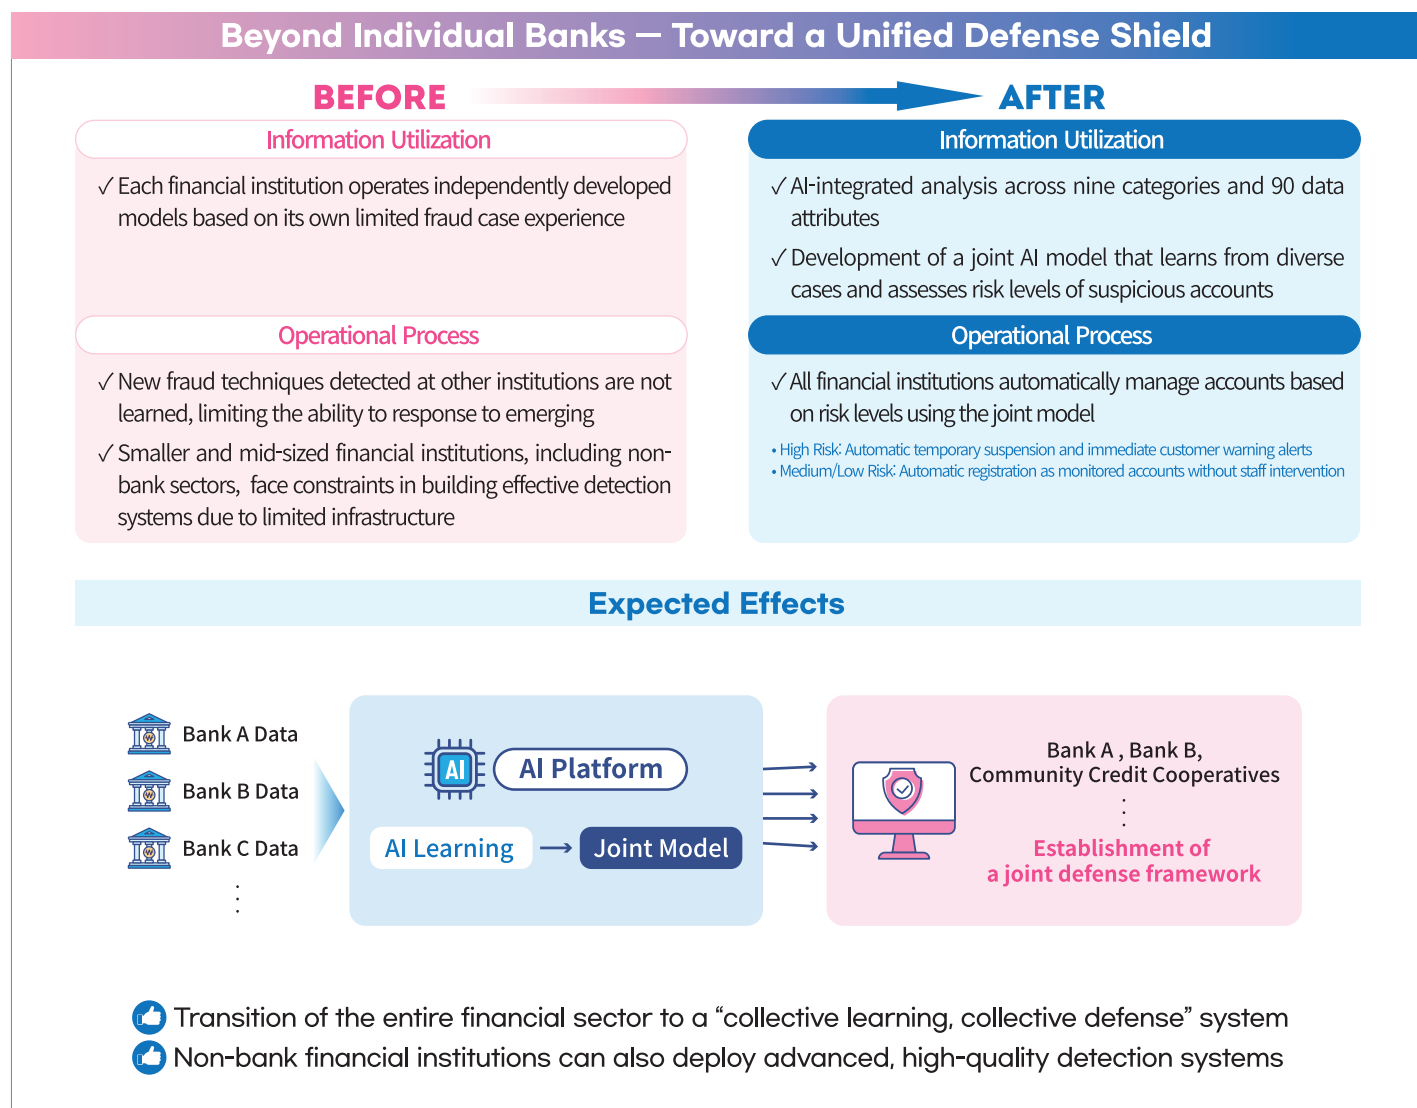 Beyond Individual Banks — Toward a Unified Defense Shield
BEFORE
AFTER
Information Utilization
✓ Each financial institution operates independently developed
models based on its own limited fraud case experience
Operational Process
✓ New fraud techniques detected at other institutions are not
learned, limiting the ability to response to emerging
✓ Smaller and mid-sized financial institutions, including non-
bank sectors, face constraints in building effective detection
systems due to limited infrastructure
Information Utilization
✓ AI-integrated analysis across nine categories and 90 data
attributes
✓ Development of a joint AI model that learns from diverse
cases and assesses risk levels of suspicious accounts
Operational Process
✓ All financial institutions automatically manage accounts based
on risk levels using the joint model
• High Risk: Automatic temporary suspension and immediate customer warning alerts
• Medium/Low Risk: Automatic registration as monitored accounts without staff intervention
Expected Effects
₩ Bank A Data
₩ Bank B Data
₩ Bank C Data
AI
AI Platform
AI Learning
Joint Model
Bank A , Bank B,
Community Credit Cooperatives
Establishment of
a joint defense framework
Transition of the entire financial sector to a “collective learning, collective defense” system
Non-bank financial institutions can also deploy advanced, high-quality detection systems